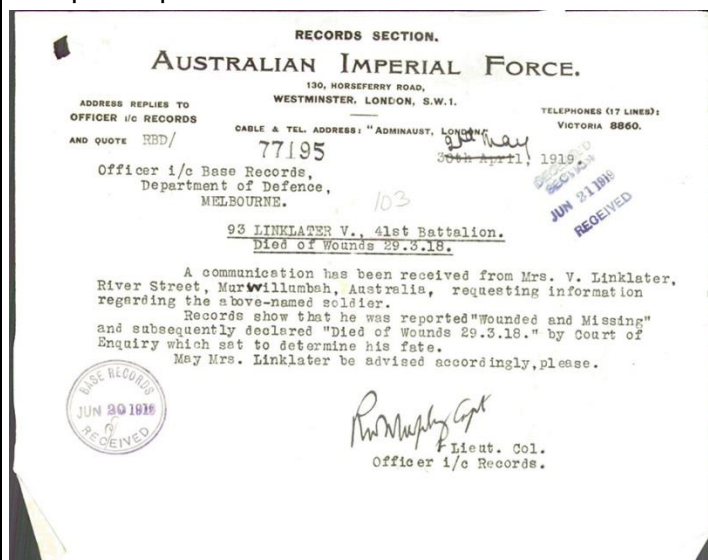 RECORDS SECTION.
AUSTRALIAN IMPERIAL FORCE.
130, HORSEFERRY ROAD,
WESTMINSTER, LONDON, S.W.1.
ADDRESS REPLIES TO
OFFICER i/c RECORDS
AND QUOTE RBD/
TELEPHONES (17 LINES):
VICTORIA 8860.
CABLE & TEL. ADDRESS: "ADMINAUST, LONDON."
77195
May
30th April, 1919.
Officer i/c Base Records,
Department of Defence,
MELBOURNE.
103
DECEASED
SECTION
JUN 21 1919
RECEIVED
93 LINKLATER V., 41st Battalion.
Died of Wounds 29.3.18.
A communication has been received from Mrs. V. Linklater,
River Street, Murwillumbah, Australia, requesting information
regarding the above-named soldier.
Records show that he was reported"Wounded and Missing"
and subsequently declared "Died of Wounds 29.3.18." by Court of
Enquiry which sat to determine his fate.
May Mrs. Linklater be advised accordingly,please.
BASE RECORDS
JUN 20 1919
RECEIVED
Murphy Capt
Lieut. Col.
Officer i/c Records.